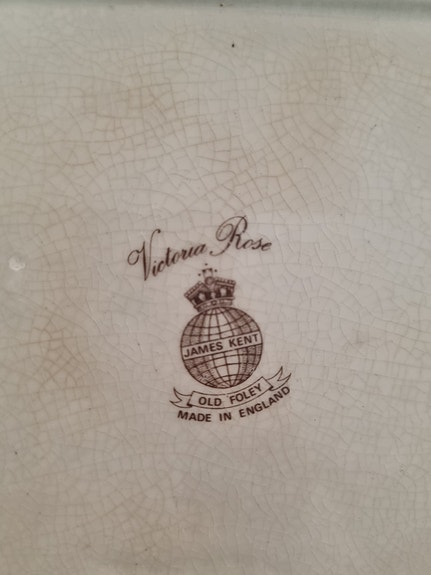 Victoria Rose
JAMES KENT
OLD FOLEY
MADE IN ENGLAND